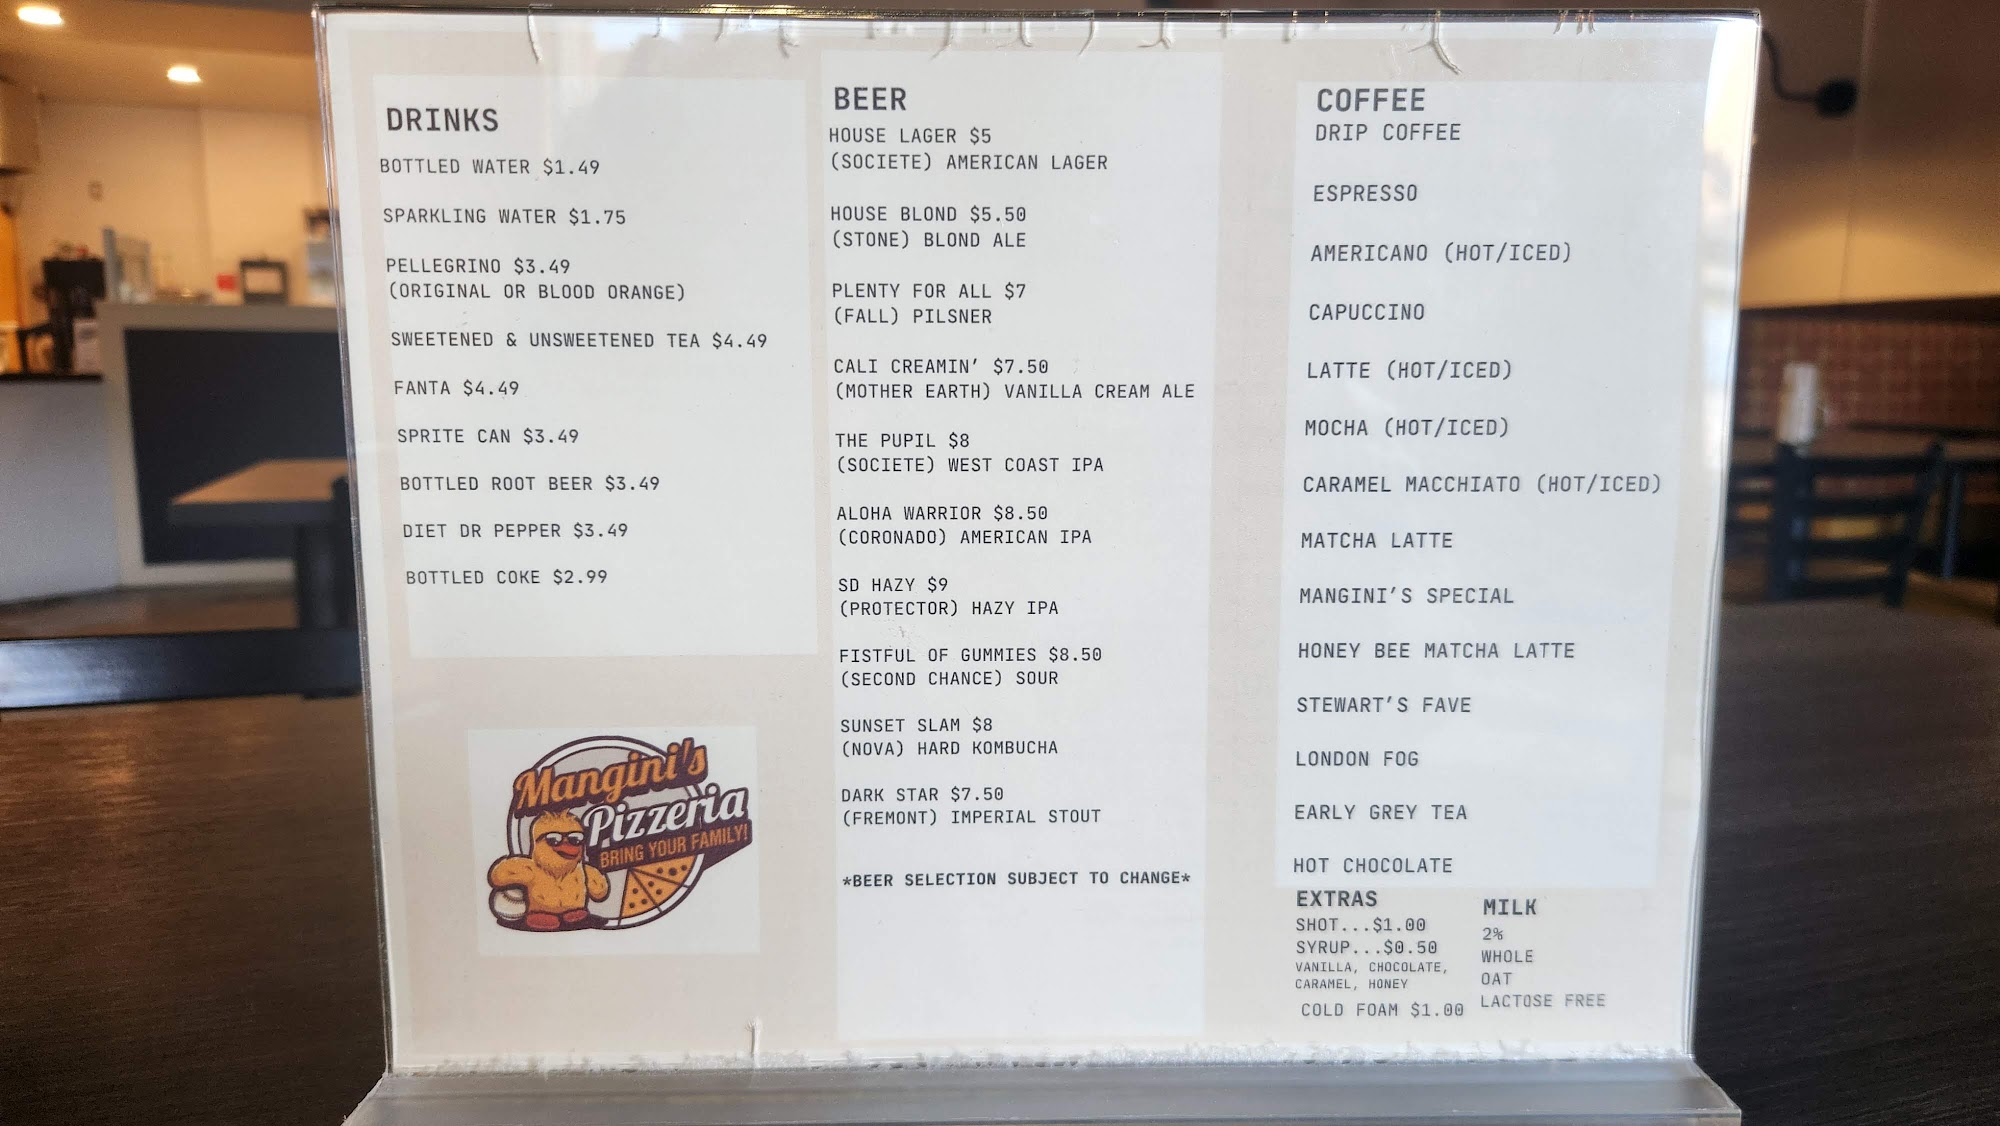 DRINKS
BOTTLED WATER $1.49
SPARKLING WATER $1.75
PELLEGRINO $3.49
(ORIGINAL OR BLOOD ORANGE)
SWEETENED & UNSWEETENED TEA $4.49
FANTA $4.49
SPRITE CAN $3.49
BOTTLED ROOT BEER $3.49
DIET DR PEPPER $3.49
BOTTLED COKE $2.99
Mangini's
Pizzeria
BRING YOUR FAMILY!
BEER
HOUSE LAGER $5
(SOCIETE) AMERICAN LAGER
HOUSE BLOND $5.50
(STONE) BLOND ALE
PLENTY FOR ALL $7
(FALL) PILSNER
CALI CREAMIN' $7.50
(MOTHER EARTH) VANILLA CREAM ALE
THE PUPIL $8
(SOCIETE) WEST COAST IPA
ALOHA WARRIOR $8.50
(CORONADO) AMERICAN IPA
SD HAZY $9
(PROTECTOR) HAZY IPA
FISTFUL OF GUMMIES $8.50
(SECOND CHANCE) SOUR
SUNSET SLAM $8
(NOVA) HARD KOMBUCHA
DARK STAR $7.50
(FREMONT) IMPERIAL STOUT
*BEER SELECTION SUBJECT TO CHANGE*
COFFEE
DRIP COFFEE
ESPRESSO
AMERICANO (HOT/ICED)
CAPUCCINO
LATTE (HOT/ICED)
MOCHA (HOT/ICED)
CARAMEL MACCHIATO (HOT/ICED)
MATCHA LATTE
MANGINI'S SPECIAL
HONEY BEE MATCHA LATTE
STEWART'S FAVE
LONDON FOG
EARLY GREY TEA
HOT CHOCOLATE
EXTRAS
SHOT...$1.00
SYRUP...$0.50
VANILLA, CHOCOLATE,
CARAMEL, HONEY
COLD FOAM $1.00
MILK
2%
WHOLE
OAT
LACTOSE FREE